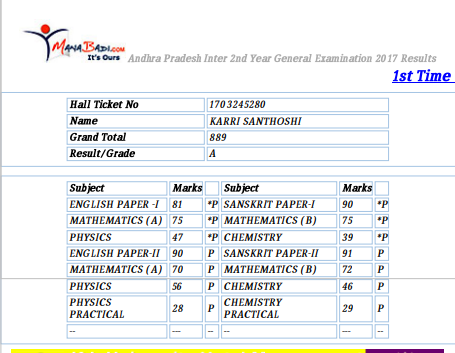 MANABADI.COM
It's Ours
Andhra Pradesh Inter 2nd Year General Examination 2017 Results
1st Time
Hall Ticket No 1703245280
Name KARRI SANTHOSHI
Grand Total 889
Result/Grade A
Subject Marks Subject Marks
ENGLISH PAPER -I 81 *P SANSKRIT PAPER-I 90 *P
MATHEMATICS (A) 75 *P MATHEMATICS (B) 75 *P
PHYSICS 47 *P CHEMISTRY 39 *P
ENGLISH PAPER-II 90 P SANSKRIT PAPER-II 91 P
MATHEMATICS (A) 70 P MATHEMATICS (B) 72 P
PHYSICS 56 P CHEMISTRY 46 P
PHYSICS PRACTICAL 28 P CHEMISTRY PRACTICAL 29 P
-- --- -- -- --- --